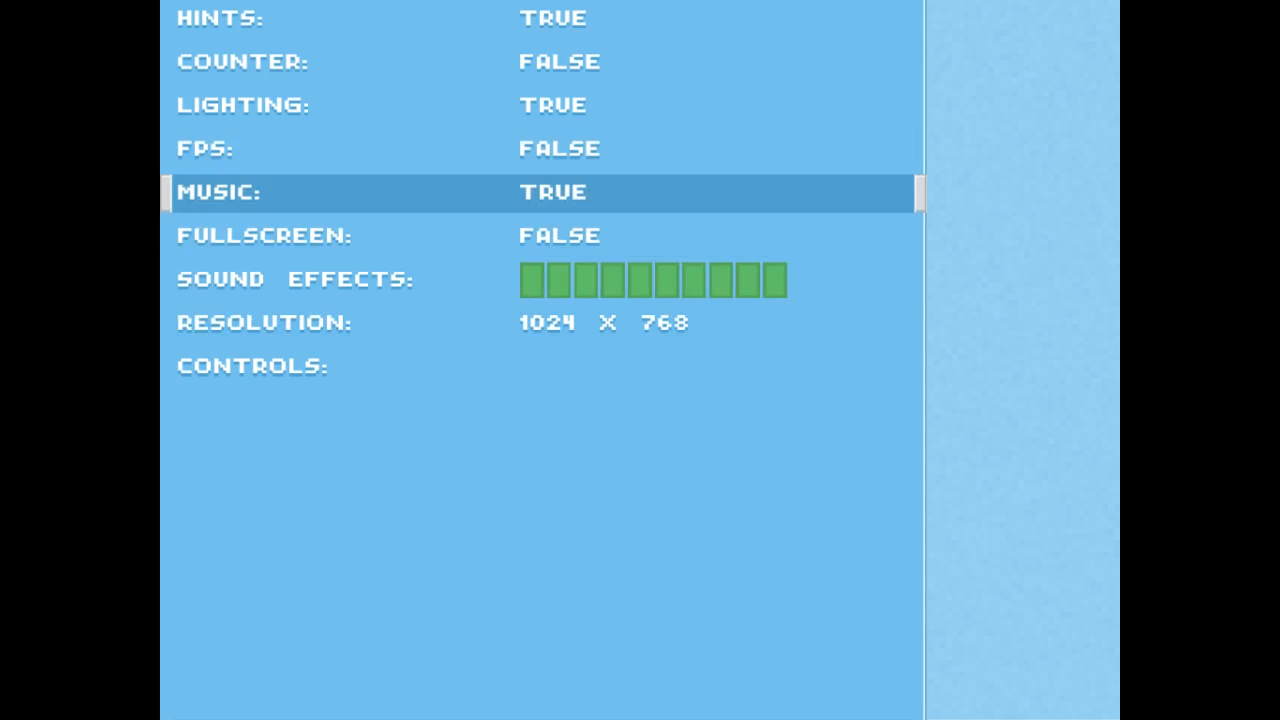 HINTS: TRUE
COUNTER: FALSE
LIGHTING: TRUE
FPS: FALSE
MUSIC: TRUE
FULLSCREEN: FALSE
SOUND EFFECTS:
RESOLUTION: 1024 X 768
CONTROLS: